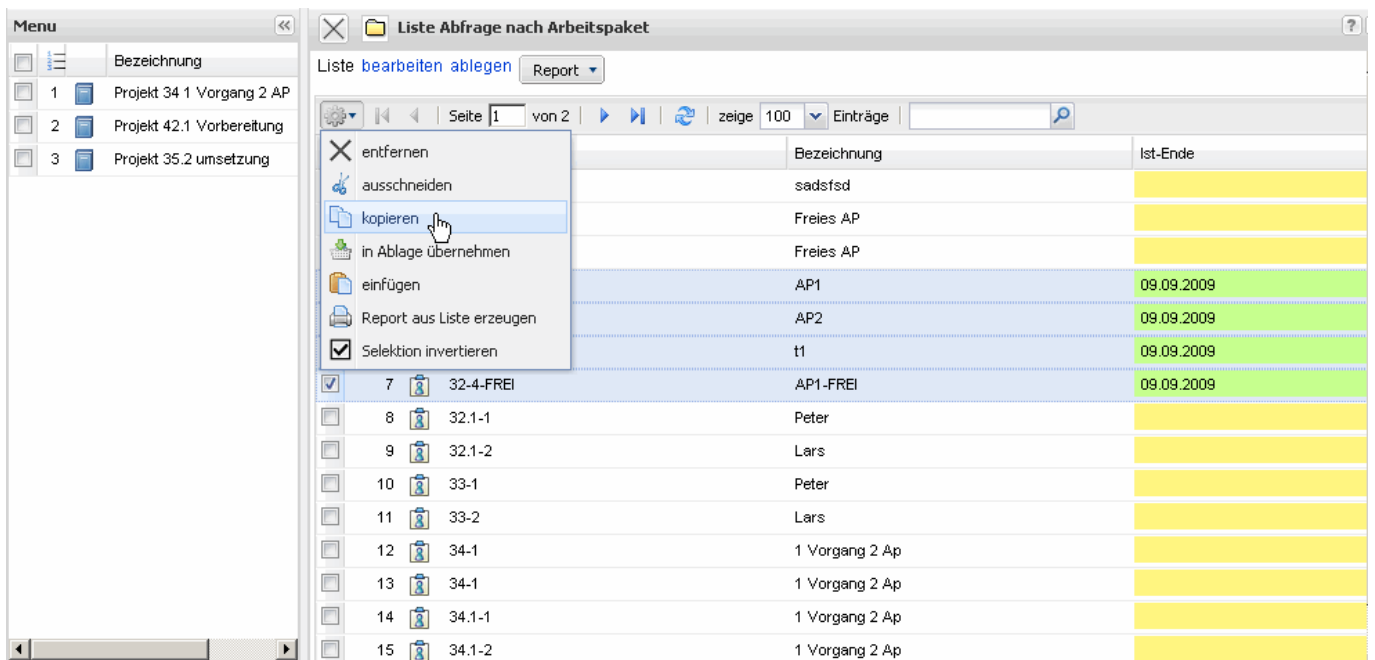 Menu
Bezeichnung
1 Projekt 34 1 Vorgang 2 AP
2 Projekt 42.1 Vorbereitung
3 Projekt 35.2 umsetzung
Liste Abfrage nach Arbeitspaket ?
Liste bearbeiten ablegen Report
Seite 1 von 2 zeige 100 Einträge
Bezeichnung Ist-Ende
entfernen
ausschneiden
kopieren
in Ablage übernehmen
einfügen
Report aus Liste erzeugen
Selektion invertieren
sadsfsd
Freies AP
Freies AP
AP1 09.09.2009
AP2 09.09.2009
t1 09.09.2009
7 32-4-FREI AP1-FREI 09.09.2009
8 32.1-1 Peter
9 32.1-2 Lars
10 33-1 Peter
11 33-2 Lars
12 34-1 1 Vorgang 2 Ap
13 34-1 1 Vorgang 2 Ap
14 34.1-1 1 Vorgang 2 Ap
15 34.1-2 1 Vorgang 2 Ap